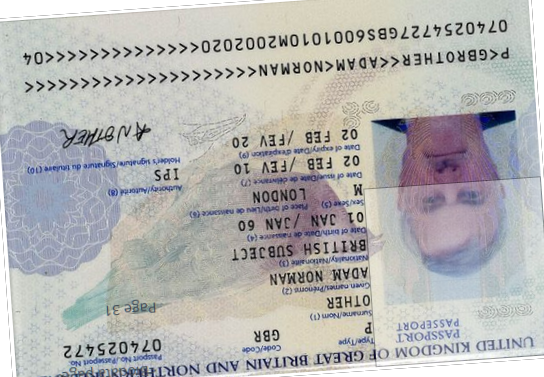 UNITED KINGDOM OF GREAT BRITAIN AND NORTHERN
PASSPORT
PASSEPORT
Type/Type
Code/Code
Passport No./Passeport No.
P
GBR
074025472
Surname/Nom (1)
OTHER
Given names/Prénoms (2)
ADAM NORMAN
Nationality/Nationalité (3)
BRITISH SUBJECT
Date of birth/Date de naissance (4)
01 JAN /JAN 60
Sex/Sexe (5) Place of birth/Lieu de naissance (6)
M LONDON
Date of issue/Date de délivrance (7)
Authority/Autorité (8)
02 FEB /FEV 10
IPS
Date of expiry/Date d'expiration (9)
Holder's signature/Signature du titulaire (10)
02 FEB /FEV 20
Page 31
P<GBROTHER<<ADAM<NORMAN<<<<<<<<<<<<<<<<<<<<<
0740254727GBS6001010M2002020<<<<<<<<<<<<<<04